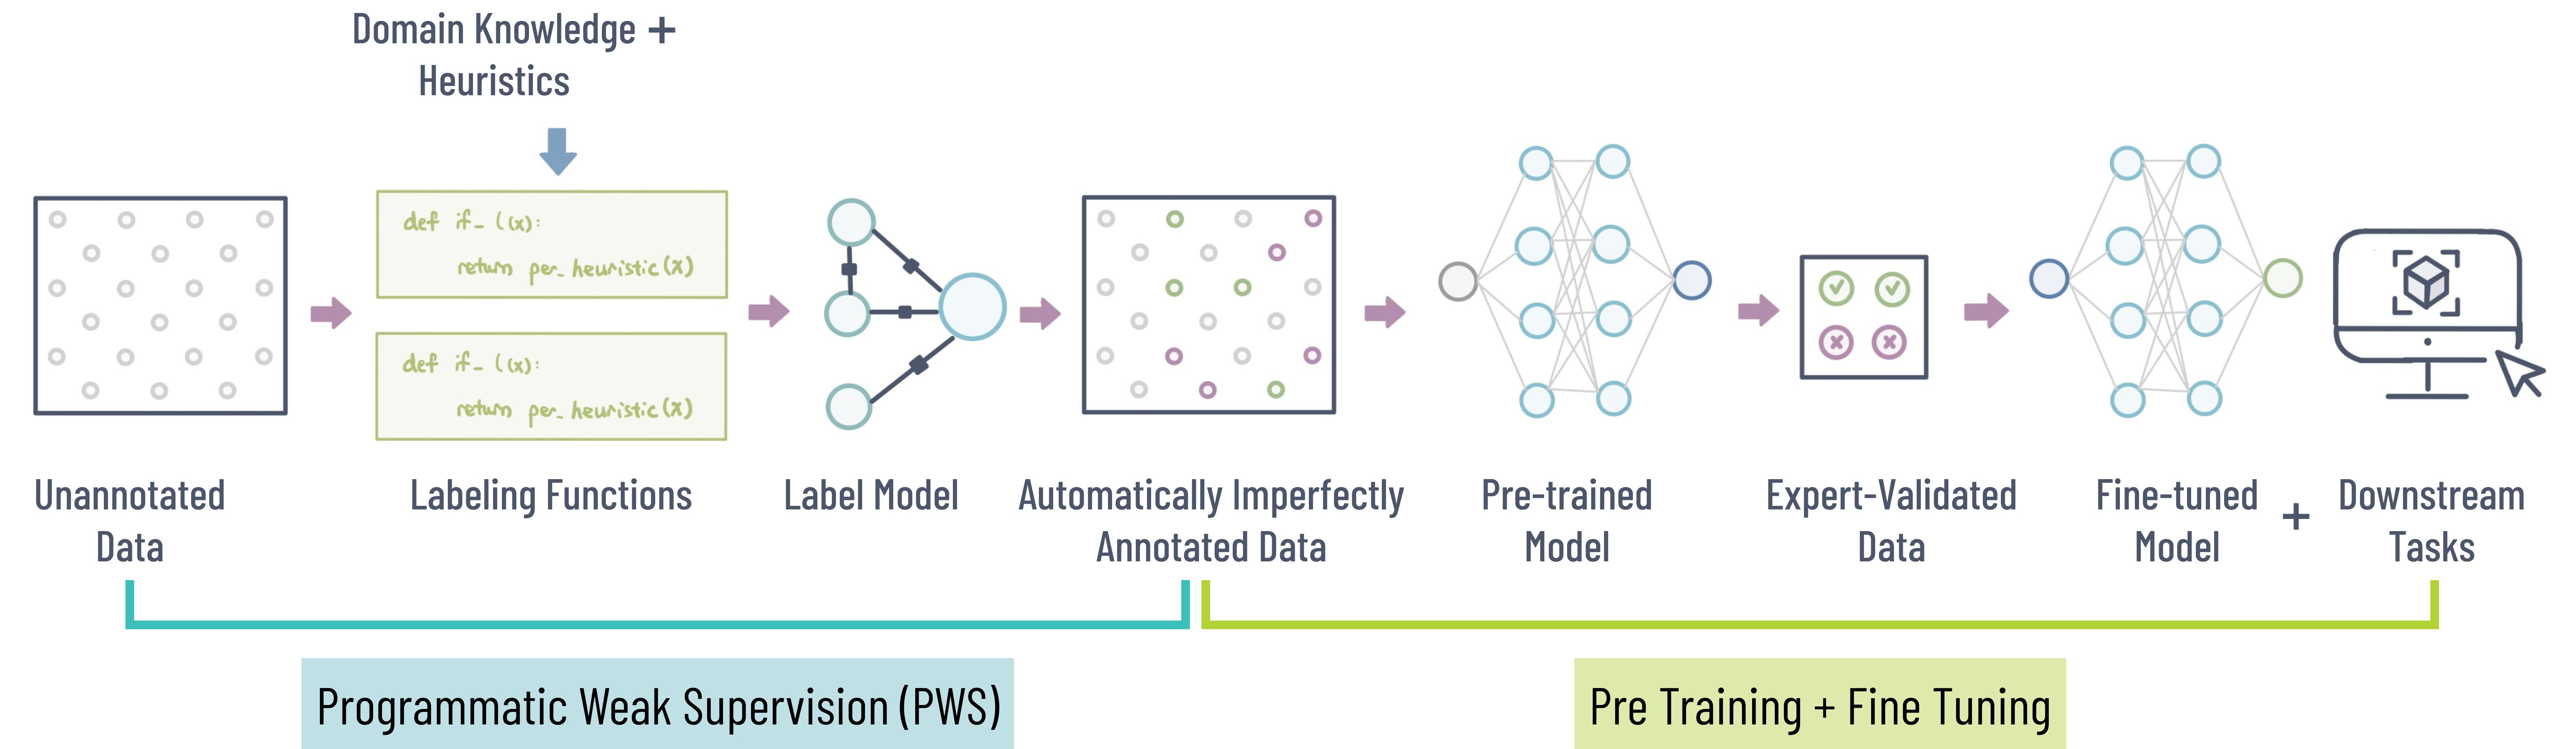 Domain Knowledge +
Heuristics
def if_ ((x):
return per_heuristic(x)
def if_ ((x):
return per_heuristic(x)
Unannotated
Data
Labeling Functions
Label Model
Automatically Imperfectly
Annotated Data
Pre-trained
Model
Expert-Validated
Data
Fine-tuned
Model
+
Downstream
Tasks
Programmatic Weak Supervision (PWS)
Pre Training + Fine Tuning